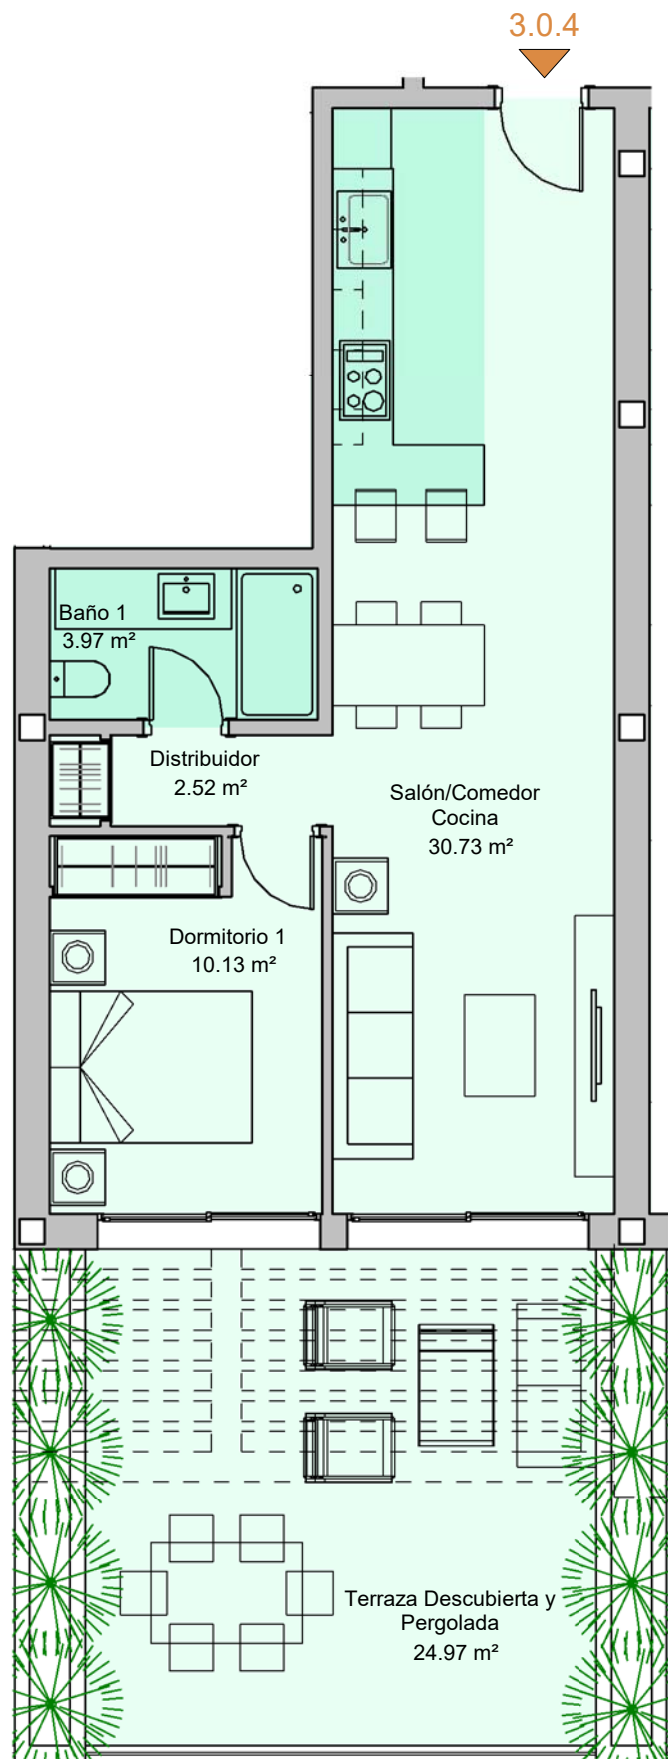 3.0.4
Baño 1
3.97 m²
Distribuidor
2.52 m²
Salón/Comedor
Cocina
30.73 m²
Dormitorio 1
10.13 m²
Terraza Descubierta y
Pergolada
24.97 m²